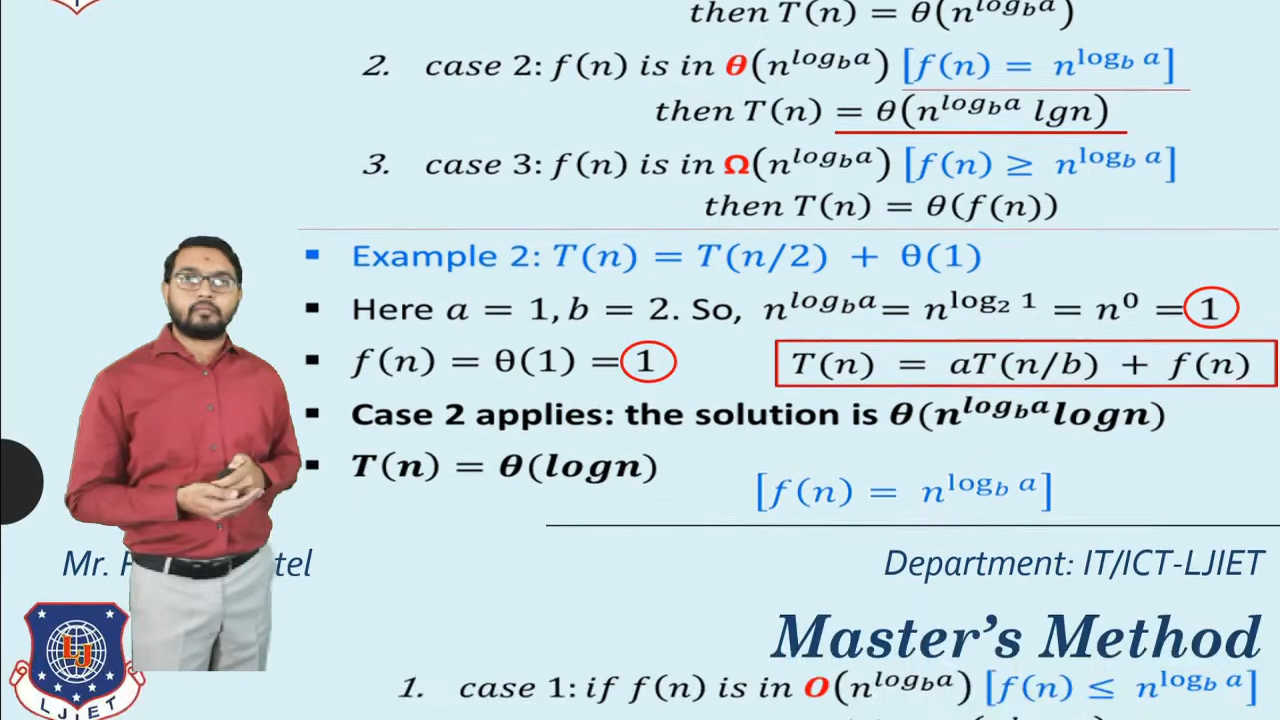 then T(n) = θ(n^{log_b a})
2. case 2: f(n) is in θ(n^{log_b a}) [f(n) = n^{log_b a}]
then T(n) = θ(n^{log_b a} lgn)
3. case 3: f(n) is in Ω(n^{log_b a}) [f(n) ≥ n^{log_b a}]
then T(n) = θ(f(n))
▪ Example 2: T(n) = T(n/2) + θ(1)
▪ Here a = 1, b = 2. So, n^{log_b a} = n^{log_2 1} = n^0 = 1
▪ f(n) = θ(1) = 1
T(n) = aT(n/b) + f(n)
▪ Case 2 applies: the solution is θ(n^{log_b a} logn)
▪ T(n) = θ(logn)
[f(n) = n^{log_b a}]
Mr.
Department: IT/ICT-LJIET
Master's Method
LJ
LJIET
1. case 1: if f(n) is in O(n^{log_b a}) [f(n) ≤ n^{log_b a}]